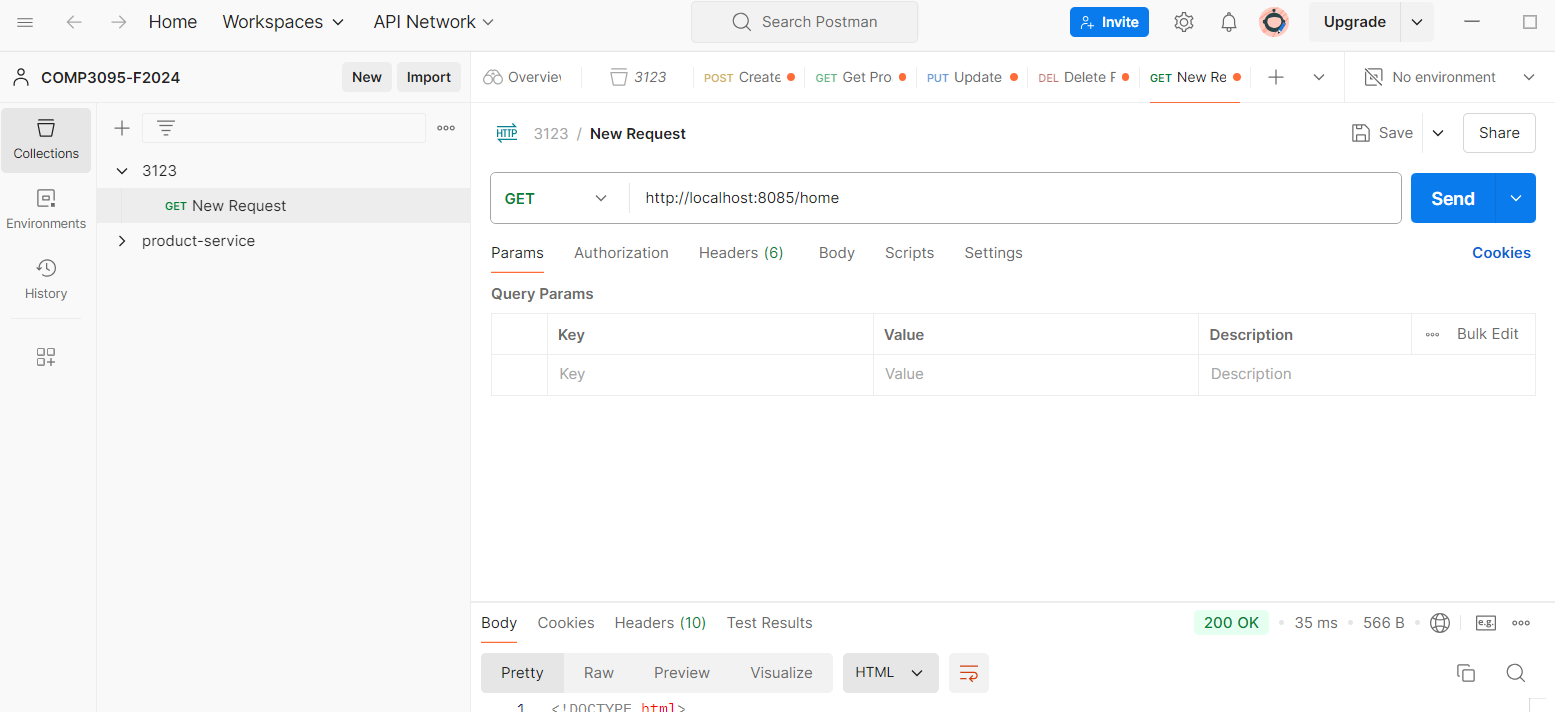 Home Workspaces API Network Search Postman Invite Upgrade
COMP3095-F2024 New Import Overviev 3123 POST Create GET Get Pro PUT Update DEL Delete F GET New Re No environment
Collections
Environments
History
3123
GET New Request
product-service
HTTP 3123 / New Request Save Share
GET http://localhost:8085/home Send
Params Authorization Headers (6) Body Scripts Settings Cookies
Query Params
Key Value Description Bulk Edit
Key Value Description
Body Cookies Headers (10) Test Results 200 OK 35 ms 566 B e.g.
Pretty Raw Preview Visualize HTML
1 <!DOCTYPE html>